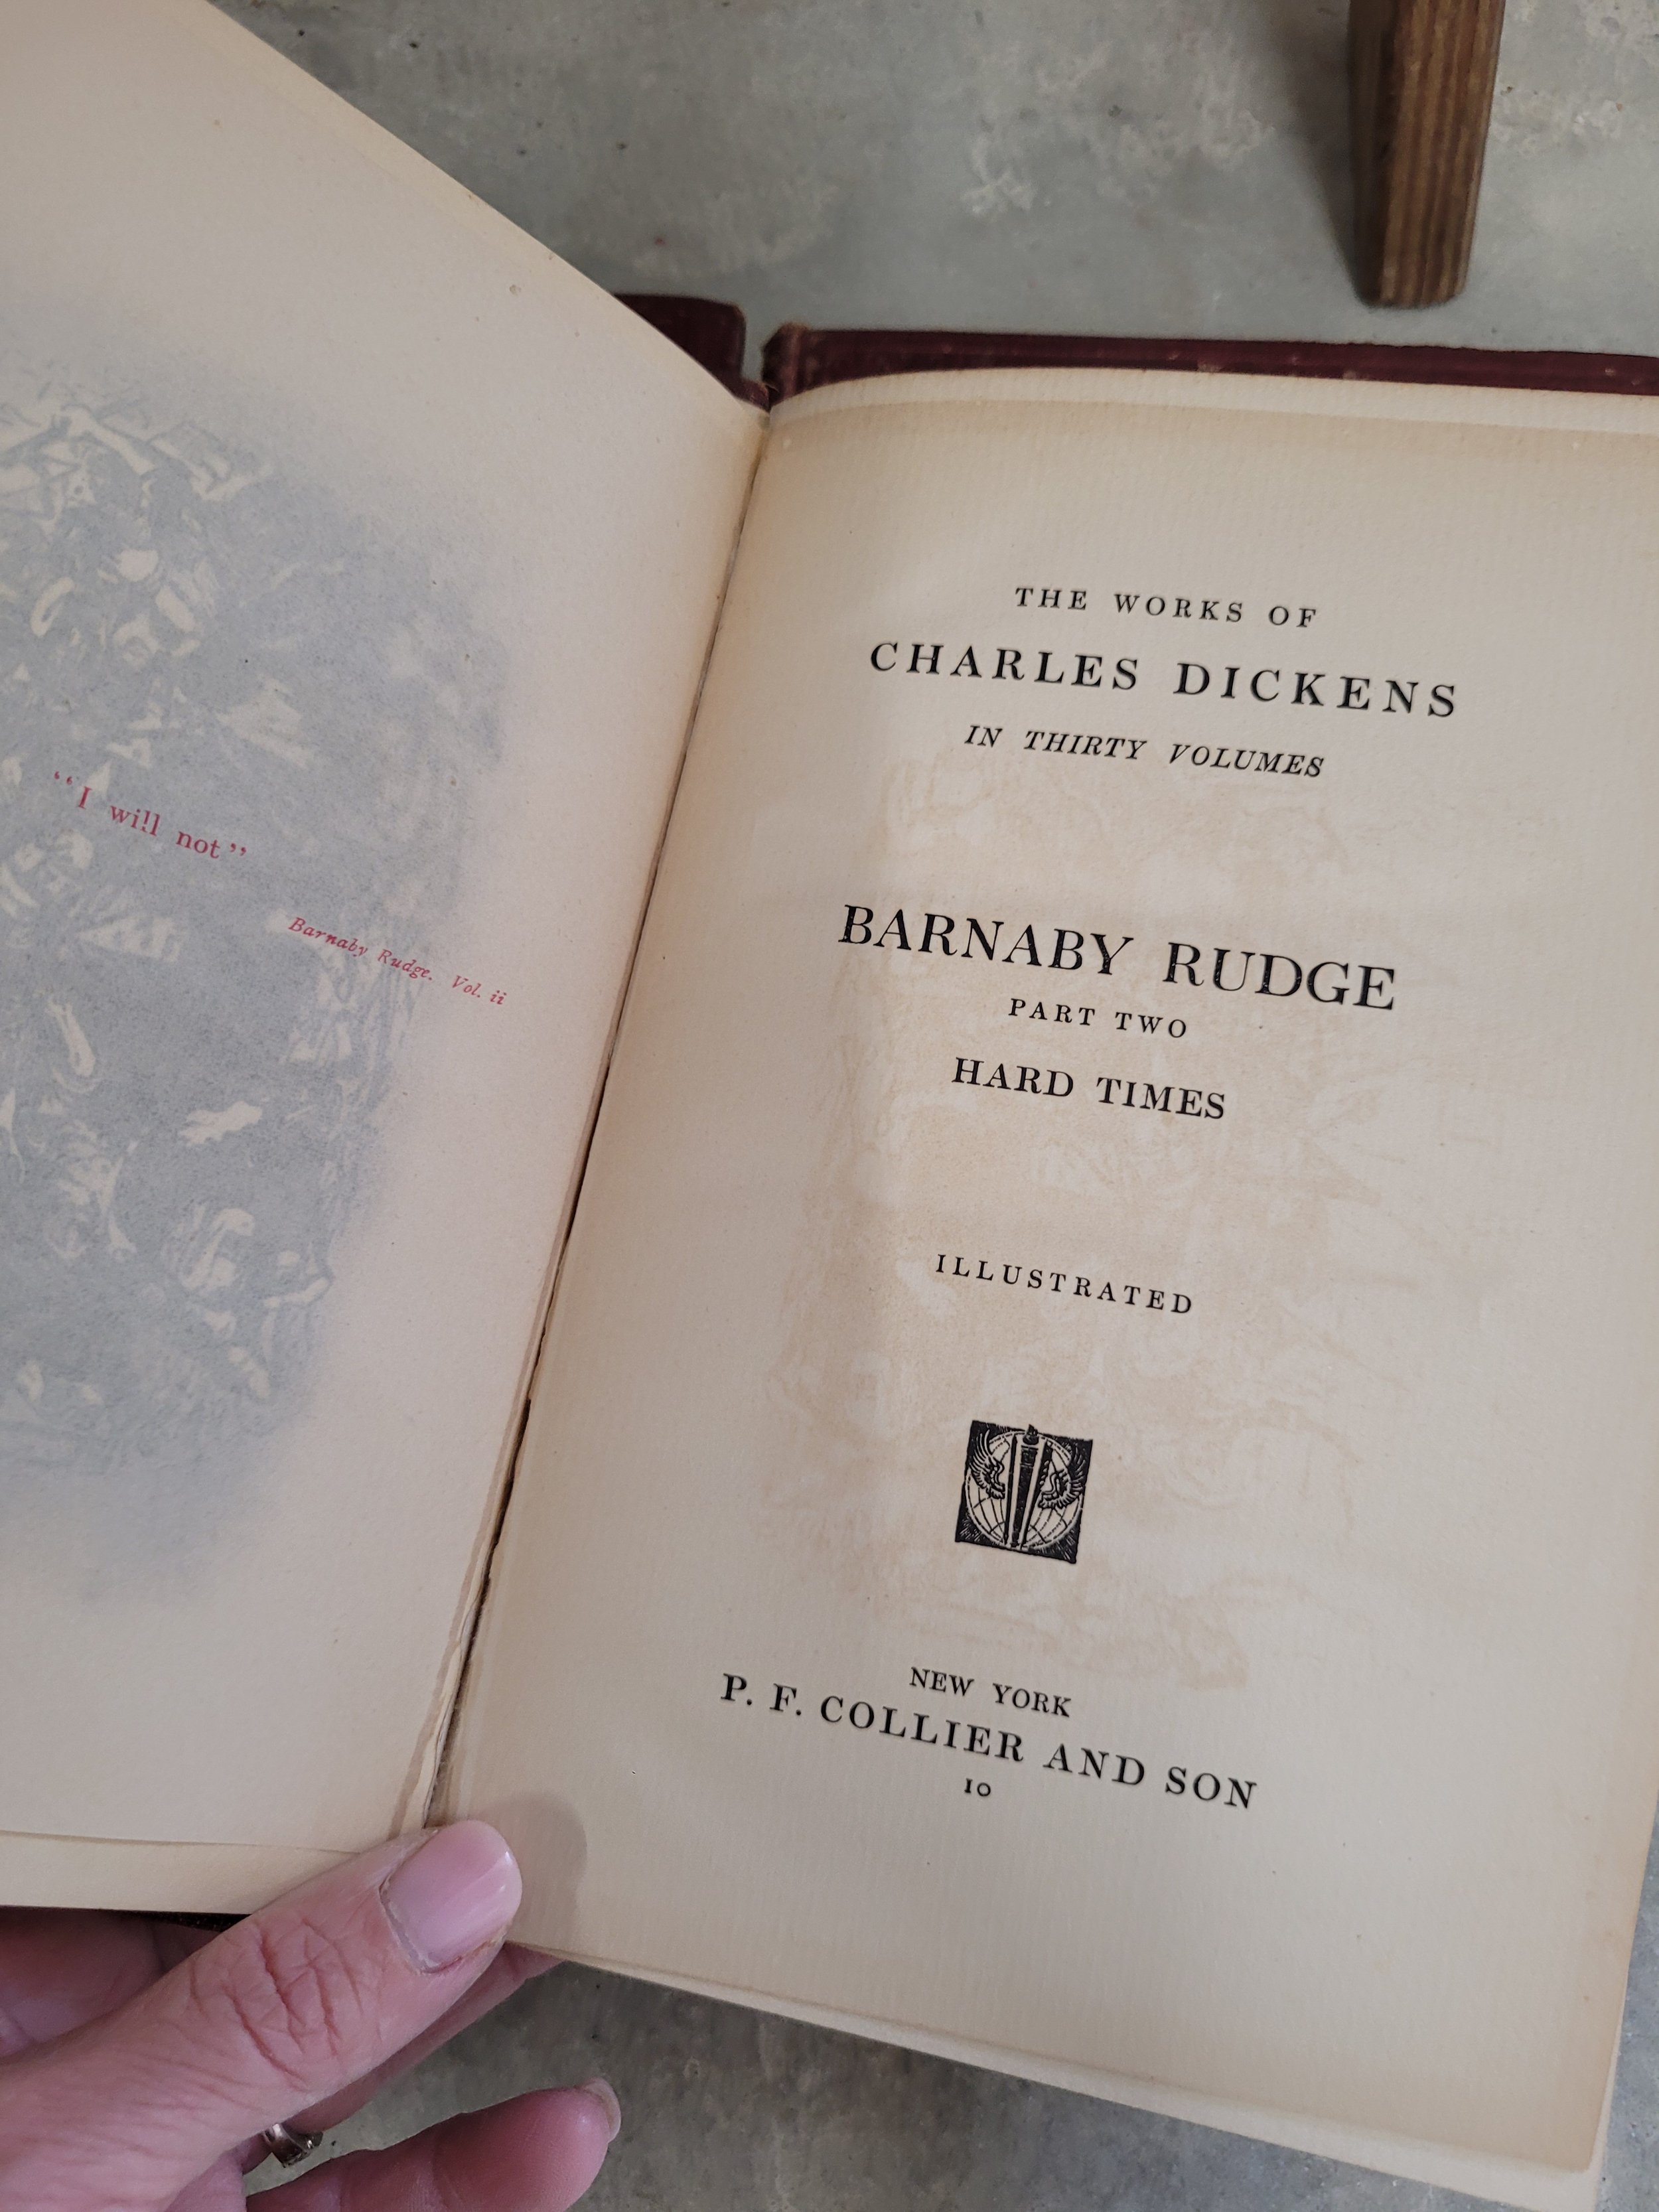 “I will not”
Barnaby Rudge. Vol. ii
THE WORKS OF
CHARLES DICKENS
IN THIRTY VOLUMES
BARNABY RUDGE
PART TWO
HARD TIMES
ILLUSTRATED
NEW YORK
P. F. COLLIER AND SON
10